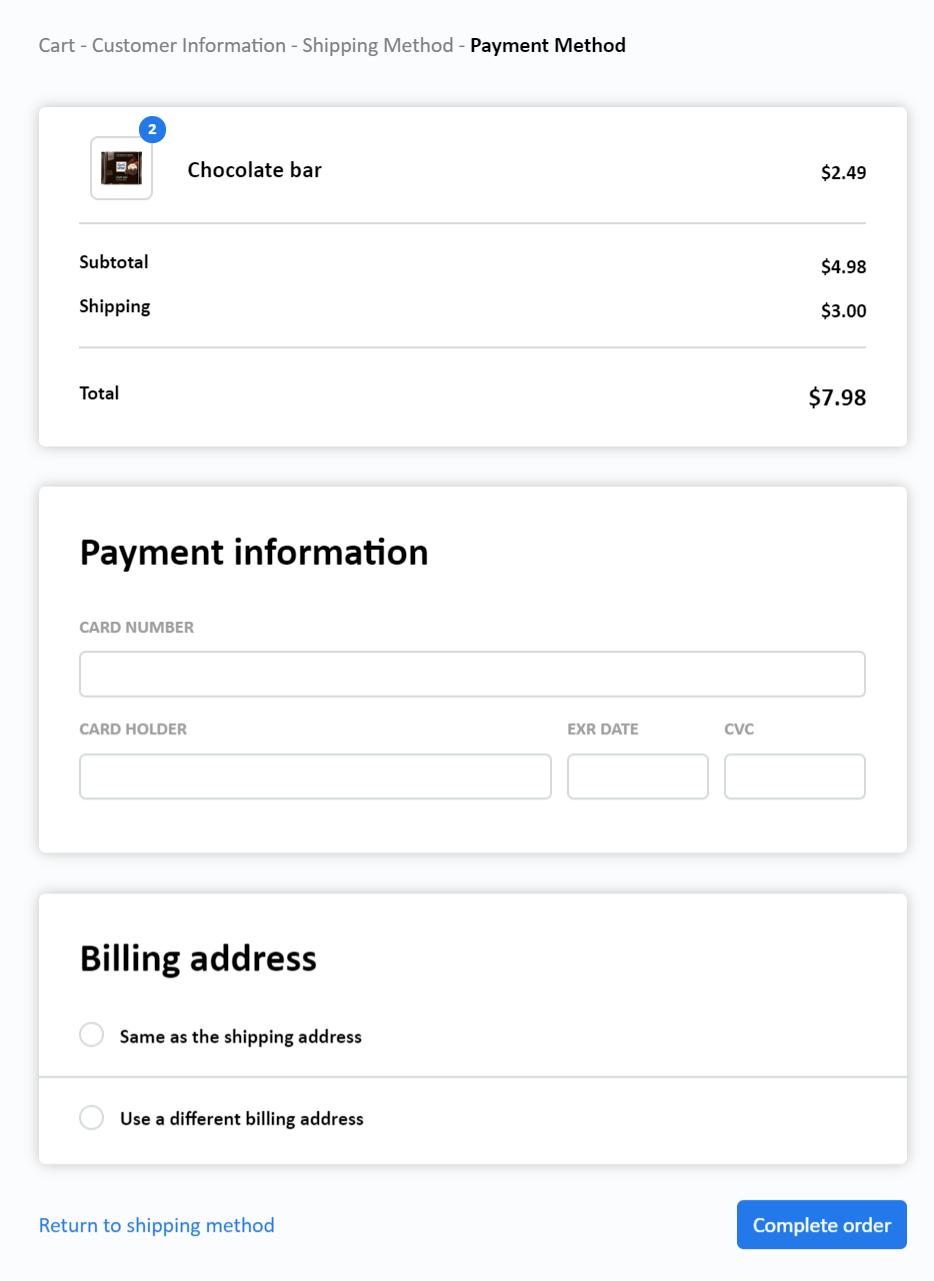 Cart - Customer Information - Shipping Method - Payment Method
2
Chocolate bar
$2.49
Subtotal
$4.98
Shipping
$3.00
Total
$7.98
Payment information
CARD NUMBER
CARD HOLDER
EXR DATE
CVC
Billing address
Same as the shipping address
Use a different billing address
Return to shipping method
Complete order